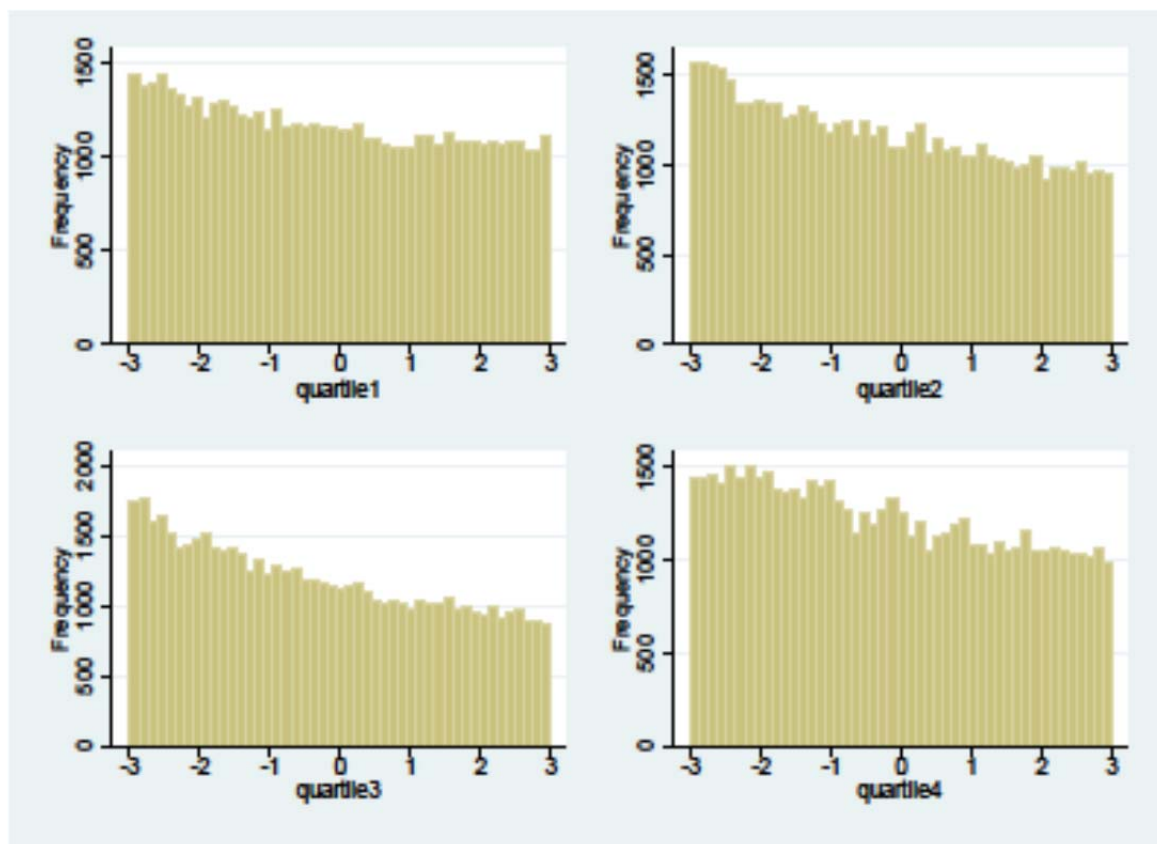 Frequency
0 500 1000 1500
-3 -2 -1 0 1 2 3
quartile1
Frequency
0 500 1000 1500
-3 -2 -1 0 1 2 3
quartile2
Frequency
0 500 1000 1500 2000
-3 -2 -1 0 1 2 3
quartile3
Frequency
0 500 1000 1500
-3 -2 -1 0 1 2 3
quartile4